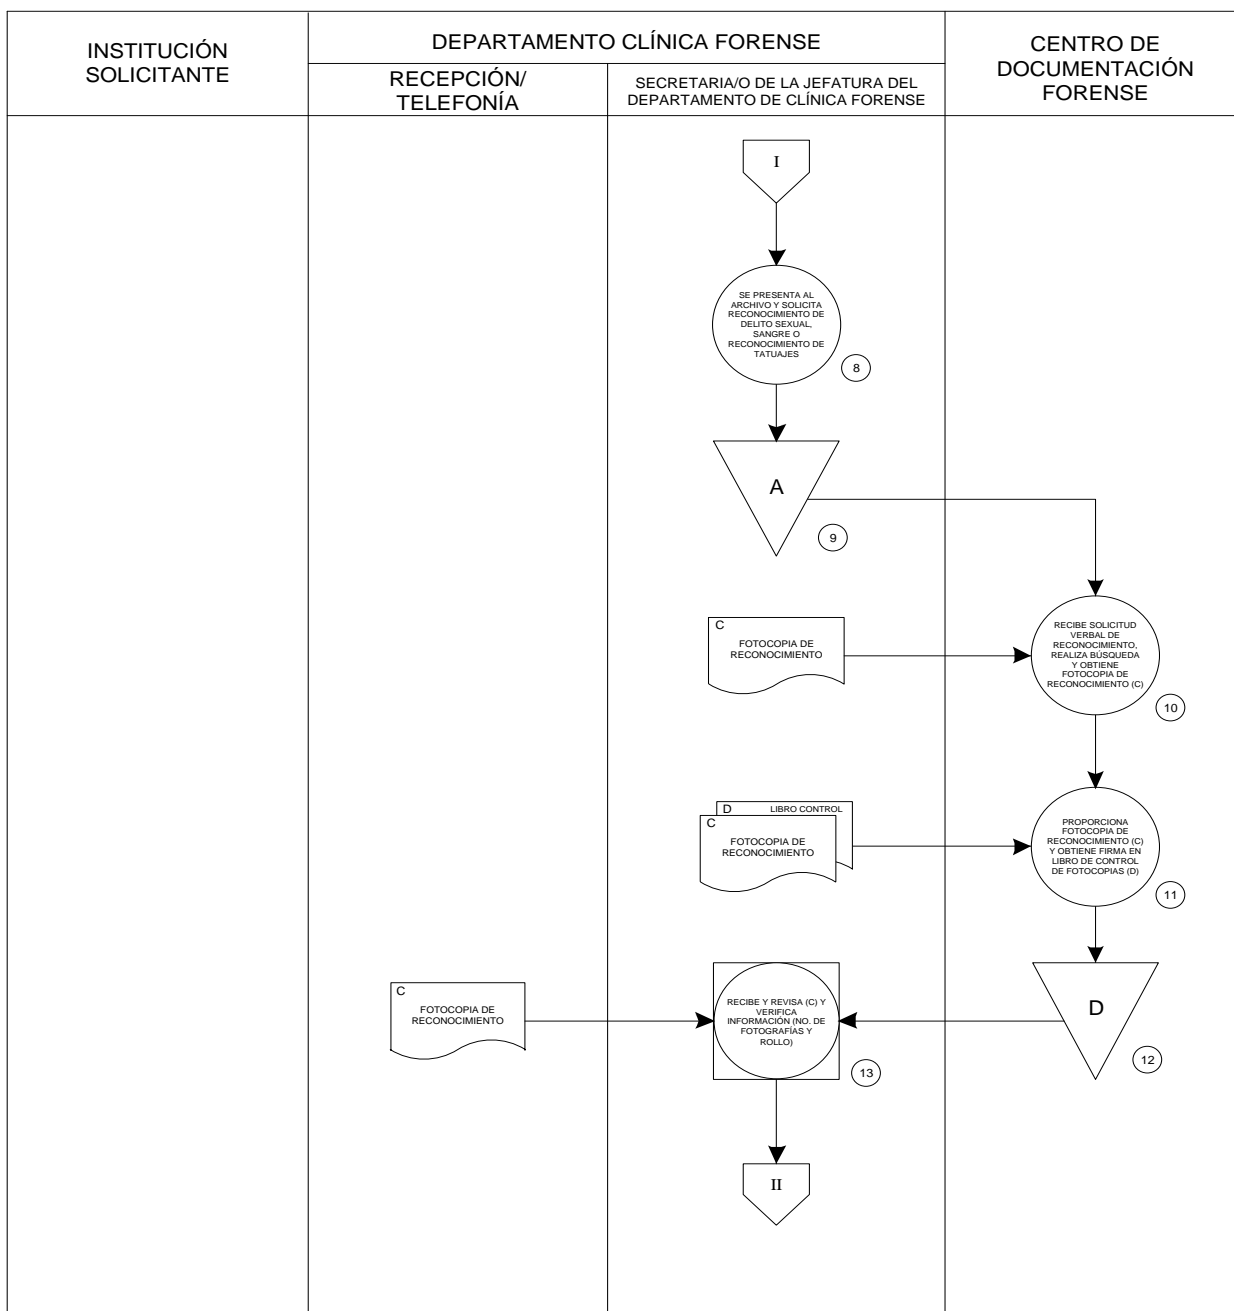 INSTITUCIÓN
SOLICITANTE
DEPARTAMENTO CLÍNICA FORENSE
RECEPCIÓN/
TELEFONÍA
SECRETARIA/O DE LA JEFATURA DEL
DEPARTAMENTO DE CLÍNICA FORENSE
CENTRO DE
DOCUMENTACIÓN
FORENSE
I
SE PRESENTA AL
ARCHIVO Y SOLICITA
RECONOCIMIENTO DE
DELITO SEXUAL,
SANGRE O
RECONOCIMIENTO DE
TATUAJES
8
A
9
C
FOTOCOPIA DE
RECONOCIMIENTO
RECIBE SOLICITUD
VERBAL DE
RECONOCIMIENTO,
REALIZA BÚSQUEDA
Y OBTIENE
FOTOCOPIA DE
RECONOCIMIENTO (C)
10
D LIBRO CONTROL
C
FOTOCOPIA DE
RECONOCIMIENTO
PROPORCIONA
FOTOCOPIA DE
RECONOCIMIENTO (C)
Y OBTIENE FIRMA EN
LIBRO DE CONTROL
DE FOTOCOPIAS (D)
11
C
FOTOCOPIA DE
RECONOCIMIENTO
RECIBE Y REVISA (C) Y
VERIFICA
INFORMACIÓN (NO. DE
FOTOGRAFÍAS Y
ROLLO)
13
D
12
II